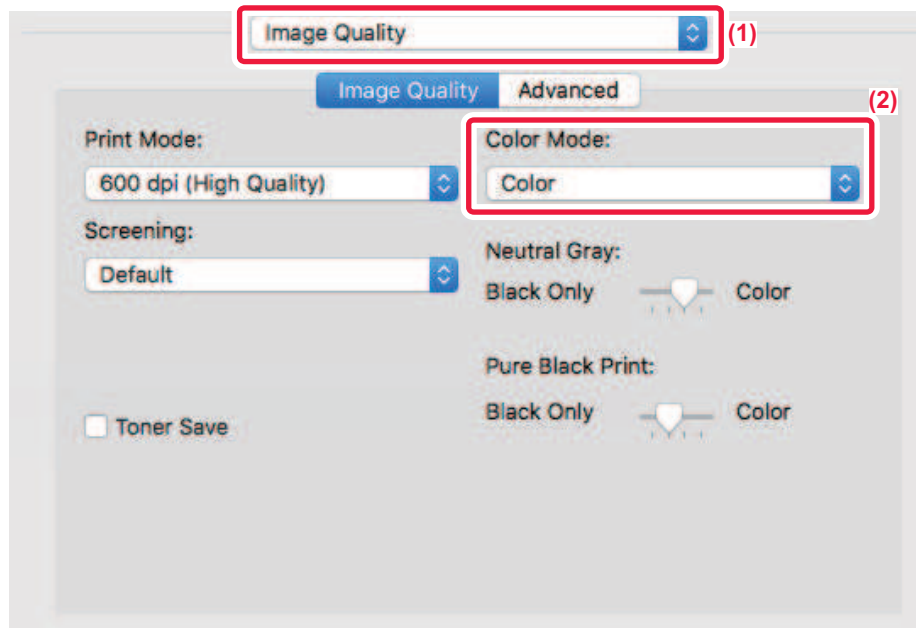 Image Quality
(1)
Image Quality Advanced
(2)
Print Mode:
600 dpi (High Quality)
Screening:
Default
Toner Save
Color Mode:
Color
Neutral Gray:
Black Only Color
Pure Black Print:
Black Only Color